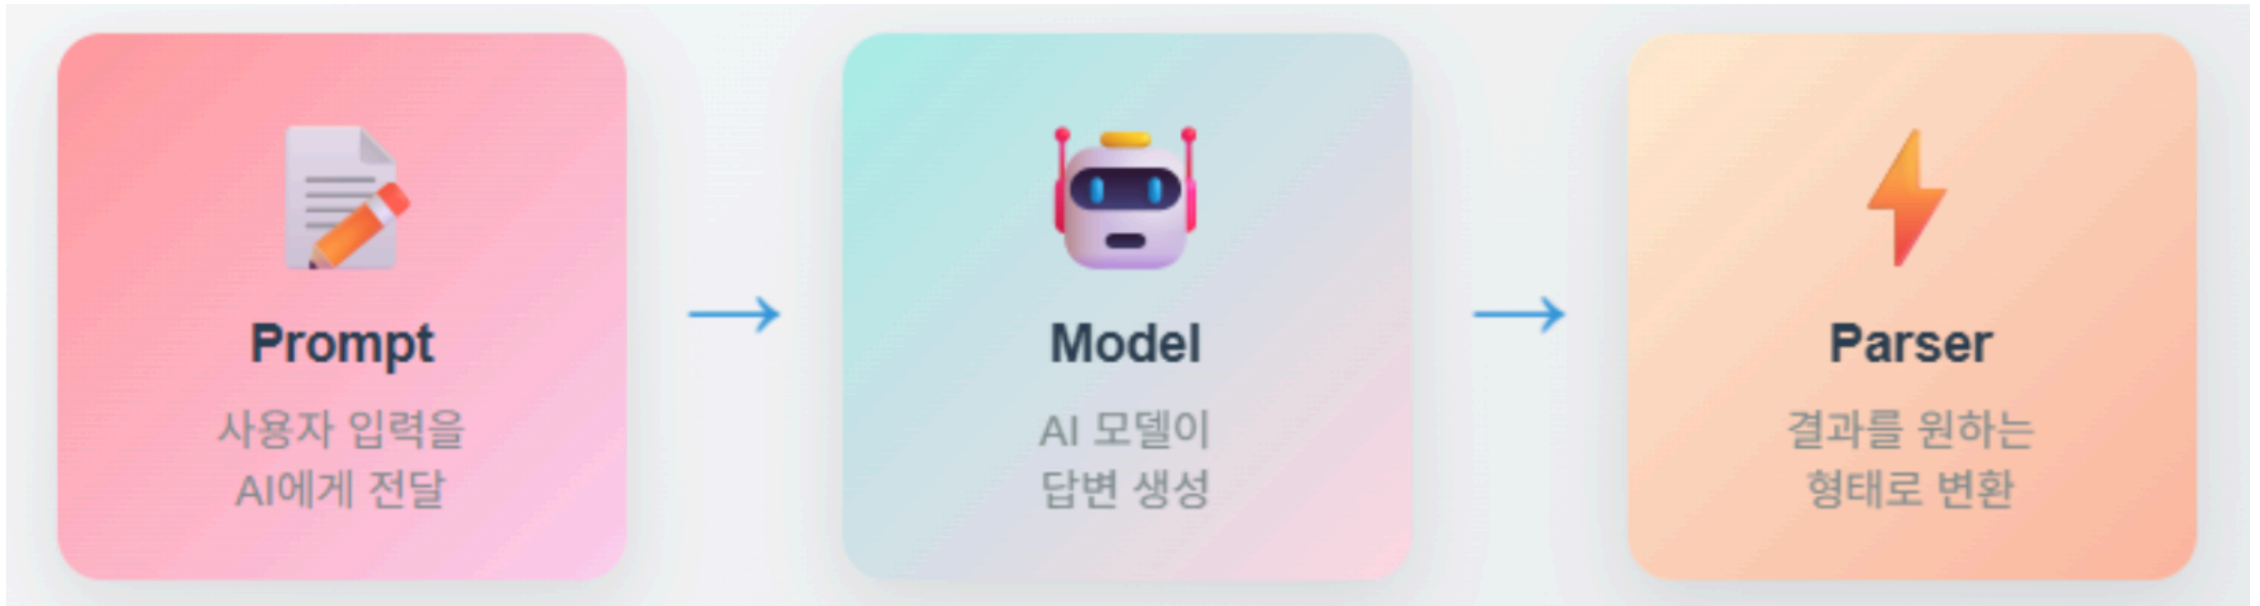 Prompt
사용자 입력을
AI에게 전달
Model
AI 모델이
답변 생성
Parser
결과를 원하는
형태로 변환